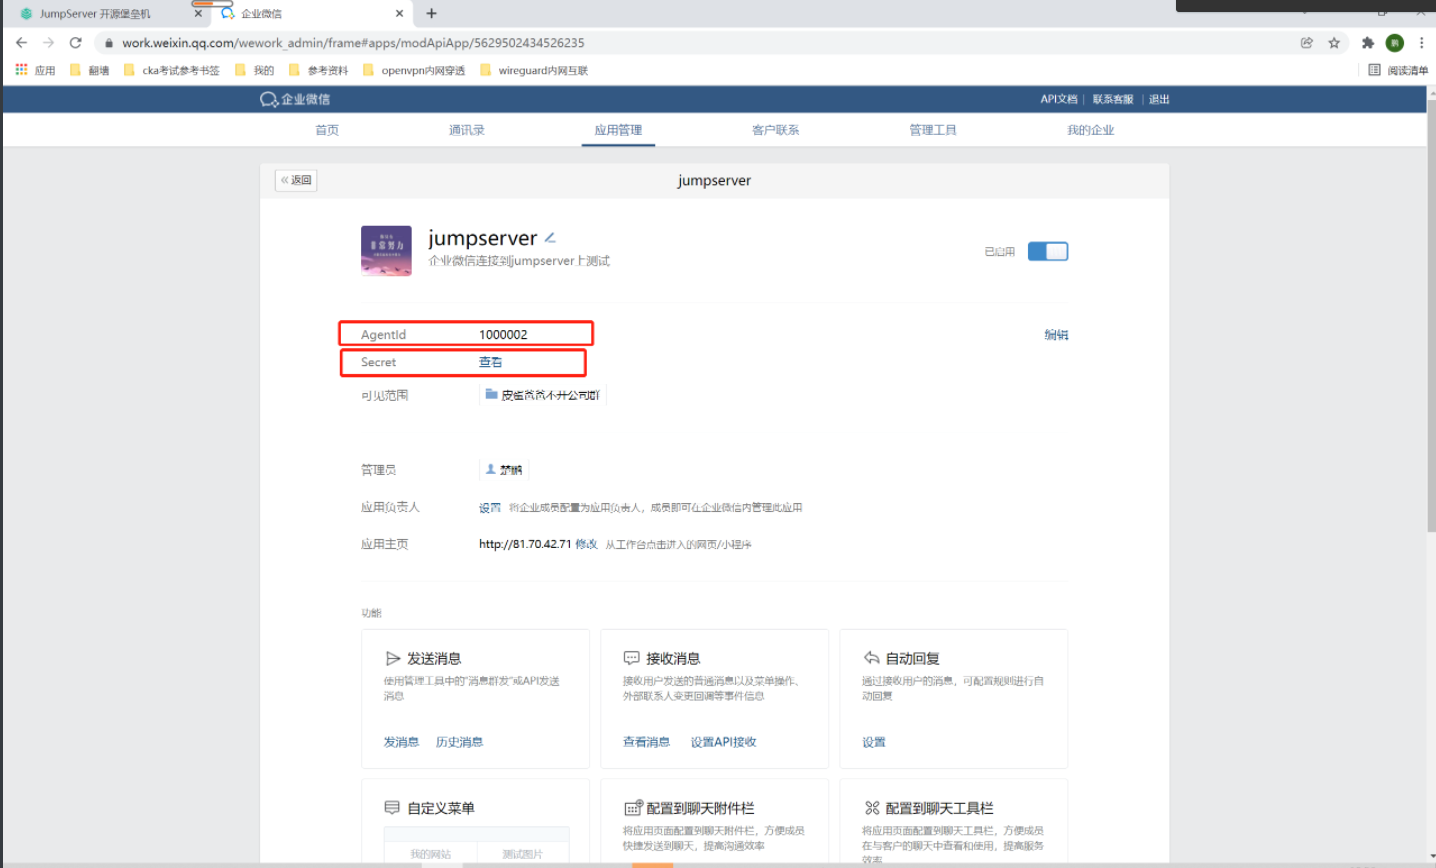 JumpServer 开源堡垒机
企业微信
work.weixin.qq.com/wework_admin/frame#apps/modApiApp/5629502434526235
应用 翻墙 cka考试参考书签 我的 参考资料 openvpn内网穿透 wireguard内网互联 阅读清单
企业微信 API文档 | 联系客服 | 退出
首页 通讯录 应用管理 客户联系 管理工具 我的企业
« 返回 jumpserver
jumpserver
企业微信连接到jumpserver上测试
已启用
AgentId 1000002 编辑
Secret 查看
可见范围 皮蛋爸爸不开公司群
管理员 楚鹏
应用负责人 设置 将企业成员配置为应用负责人，成员即可在企业微信内管理此应用
应用主页 http://81.70.42.71 修改 从工作台点击进入的网页/小程序
功能
发送消息
使用管理工具中的“消息群发”或API发送
消息
发消息 历史消息
接收消息
接收用户发送的普通消息以及菜单操作、
外部联系人变更回调等事件信息
查看消息 设置API接收
自动回复
通过接收用户的消息，可配置规则进行自
动回复
设置
自定义菜单
我的网站 测试图片
配置到聊天附件栏
将应用页面配置到聊天附件栏，方便成员
快捷发送到聊天，提高沟通效率
配置到聊天工具栏
将应用页面配置到聊天工具栏，方便成员
在与客户的聊天中查看和使用，提高服务
效率